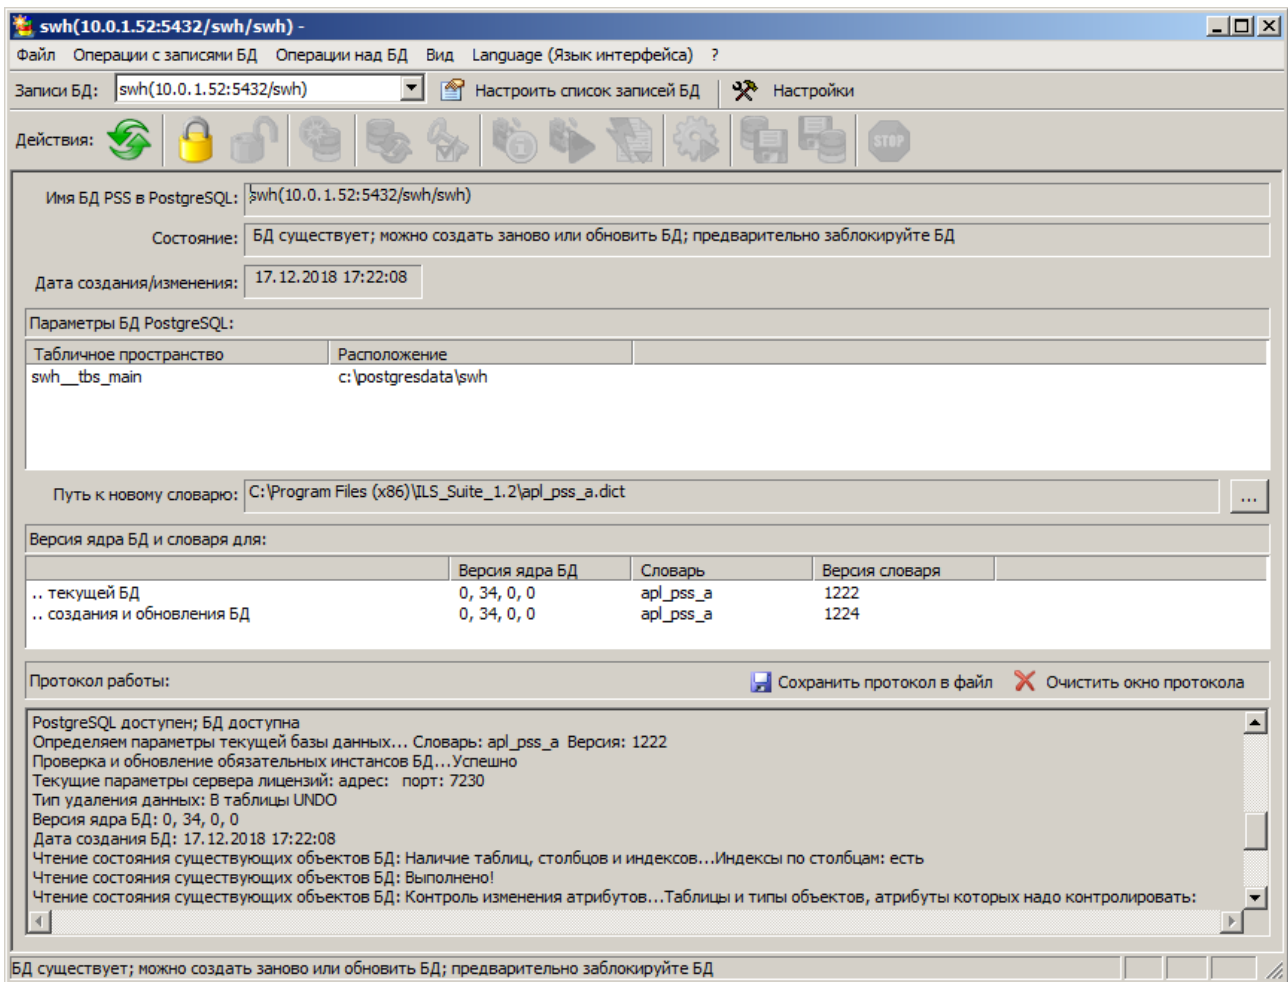 swh(10.0.1.52:5432/swh/swh) -
Файл Операции с записями БД Операции над БД Вид Language (Язык интерфейса) ?
Записи БД: swh(10.0.1.52:5432/swh) Настроить список записей БД Настройки
Действия: STOP
Имя БД PSS в PostgreSQL: swh(10.0.1.52:5432/swh/swh)
Состояние: БД существует; можно создать заново или обновить БД; предварительно заблокируйте БД
Дата создания/изменения: 17.12.2018 17:22:08
Параметры БД PostgreSQL:
Табличное пространство Расположение
swh__tbs_main c:\postgresdata\swh
Путь к новому словарю: C:\Program Files (x86)\ILS_Suite_1.2\apl_pss_a.dict ...
Версия ядра БД и словаря для:
Версия ядра БД Словарь Версия словаря
.. текущей БД 0, 34, 0, 0 apl_pss_a 1222
.. создания и обновления БД 0, 34, 0, 0 apl_pss_a 1224
Протокол работы: Сохранить протокол в файл Очистить окно протокола
PostgreSQL доступен; БД доступна
Определяем параметры текущей базы данных... Словарь: apl_pss_a Версия: 1222
Проверка и обновление обязательных инстансов БД...Успешно
Текущие параметры сервера лицензий: адрес: порт: 7230
Тип удаления данных: В таблицы UNDO
Версия ядра БД: 0, 34, 0, 0
Дата создания БД: 17.12.2018 17:22:08
Чтение состояния существующих объектов БД: Наличие таблиц, столбцов и индексов...Индексы по столбцам: есть
Чтение состояния существующих объектов БД: Выполнено!
Чтение состояния существующих объектов БД: Контроль изменения атрибутов...Таблицы и типы объектов, атрибуты которых надо контролировать:
БД существует; можно создать заново или обновить БД; предварительно заблокируйте БД